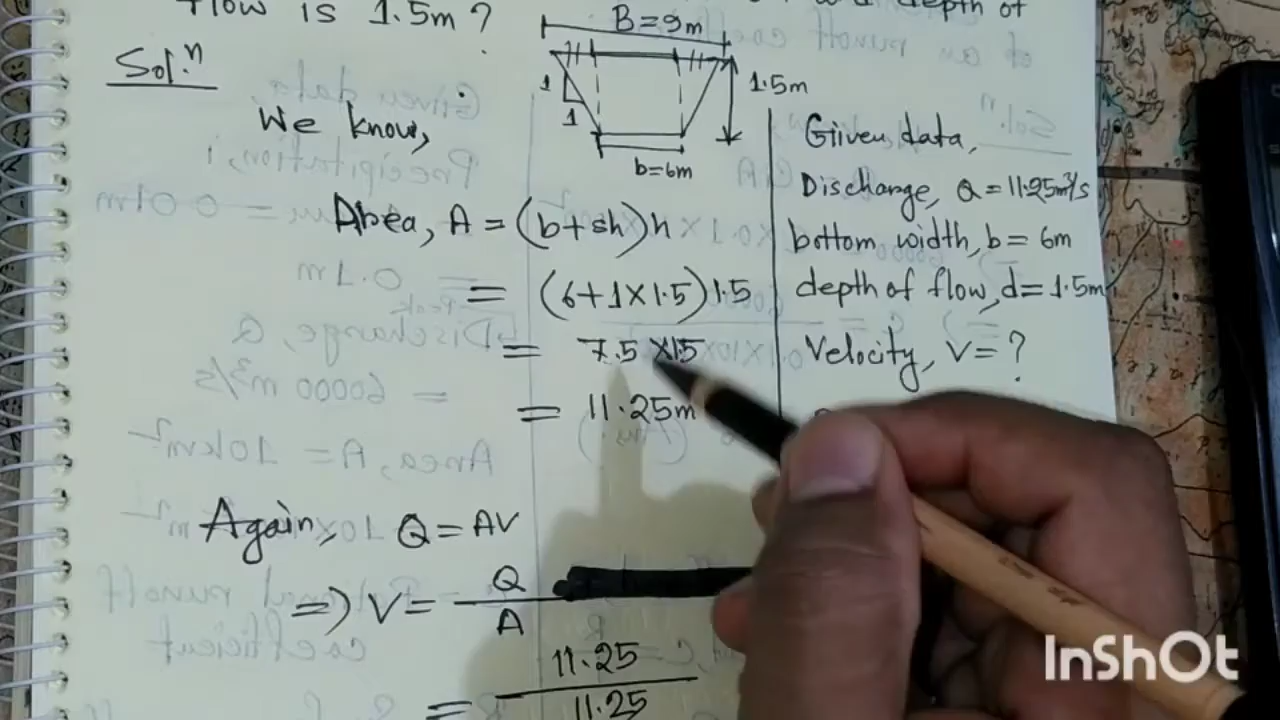 flow is 1.5m?
depth of
B=9m
Sol.n
1
1
1.5m
b=6m
We know,
Area, A = (b+sh)h
= (6+1×1.5)1.5
= 7.5×1.5
= 11.25m
Again, Q = AV
=> V = Q
A
= 11.25
11.25
Given data,
Discharge, Q = 11.25m³/s
bottom width, b = 6m
depth of flow, d = 1.5m
Velocity, V = ?
InShOt